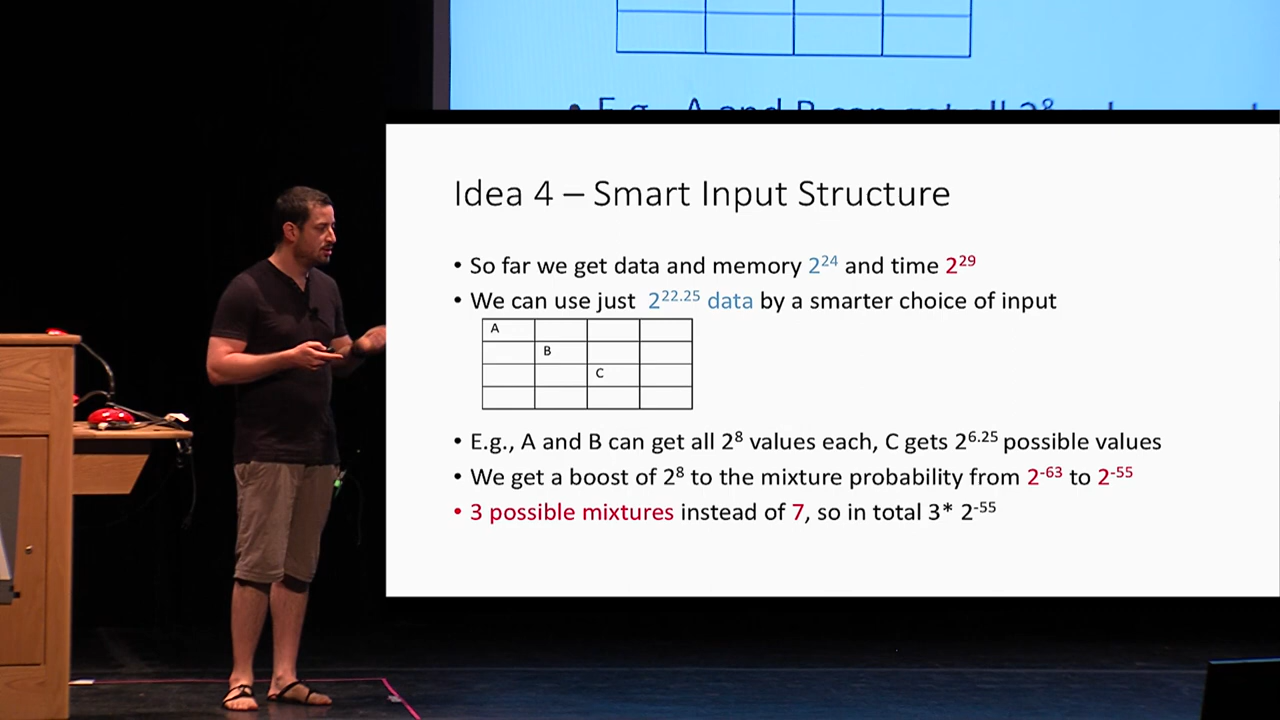 E.g., A and B can get all 2⁸
Idea 4 – Smart Input Structure
• So far we get data and memory 2²⁴ and time 2²⁹
• We can use just 2²²·²⁵ data by a smarter choice of input
A
B
C
• E.g., A and B can get all 2⁸ values each, C gets 2⁶·²⁵ possible values
• We get a boost of 2⁸ to the mixture probability from 2⁻⁶³ to 2⁻⁵⁵
• 3 possible mixtures instead of 7, so in total 3* 2⁻⁵⁵